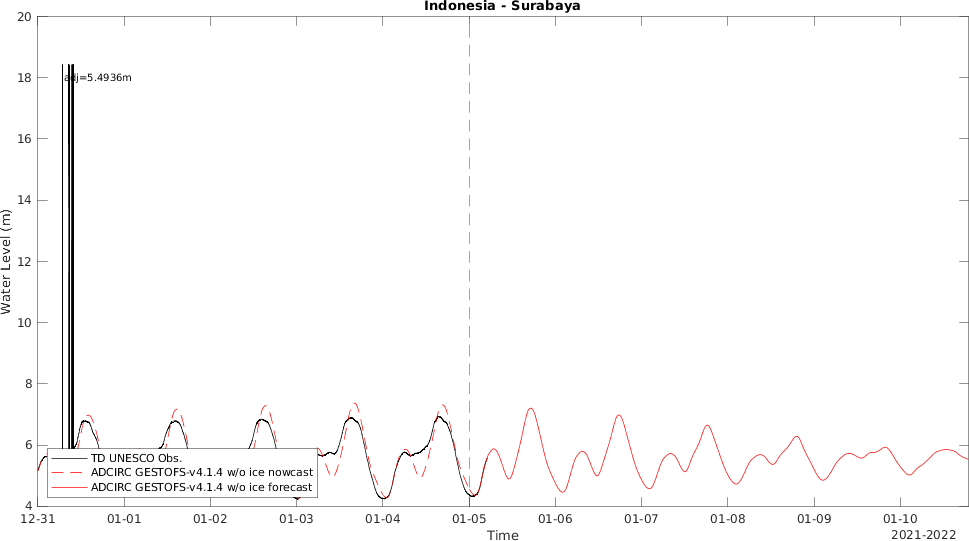 Indonesia - Surabaya
20
18
16
14
12
10
8
6
4
Water Level (m)
adj=5.4936m
TD UNESCO Obs.
ADCIRC GESTOFS-v4.1.4 w/o ice nowcast
ADCIRC GESTOFS-v4.1.4 w/o ice forecast
12-31 01-01 01-02 01-03 01-04 01-05 01-06 01-07 01-08 01-09 01-10
Time
2021-2022